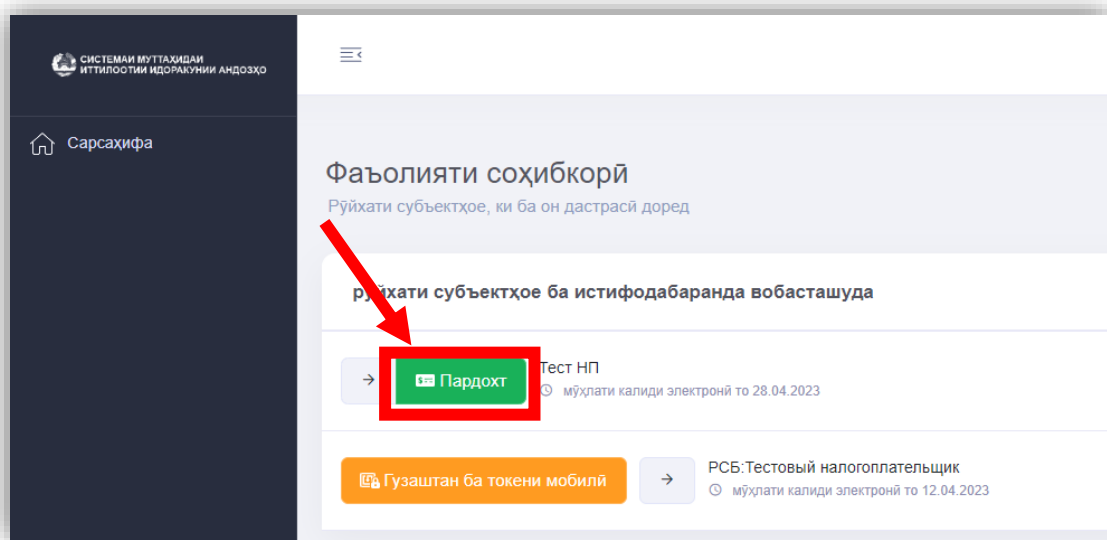 СИСТЕМАИ МУТТАҲИДАИ
ИТТИЛООТИИ ИДОРАКУНИИ АНДОЗҲО
Сарсаҳифа
Фаъолияти соҳибкорӣ
Рӯйхати субъектҳое, ки ба он дастрасӣ доред
рӯйхати субъектҳое ба истифодабаранда вобасташуда
Пардохт
Тест НП
мӯҳлати калиди электронӣ то 28.04.2023
Гузаштан ба токени мобилӣ
РСБ:Тестовый налогоплательщик
мӯҳлати калиди электронӣ то 12.04.2023